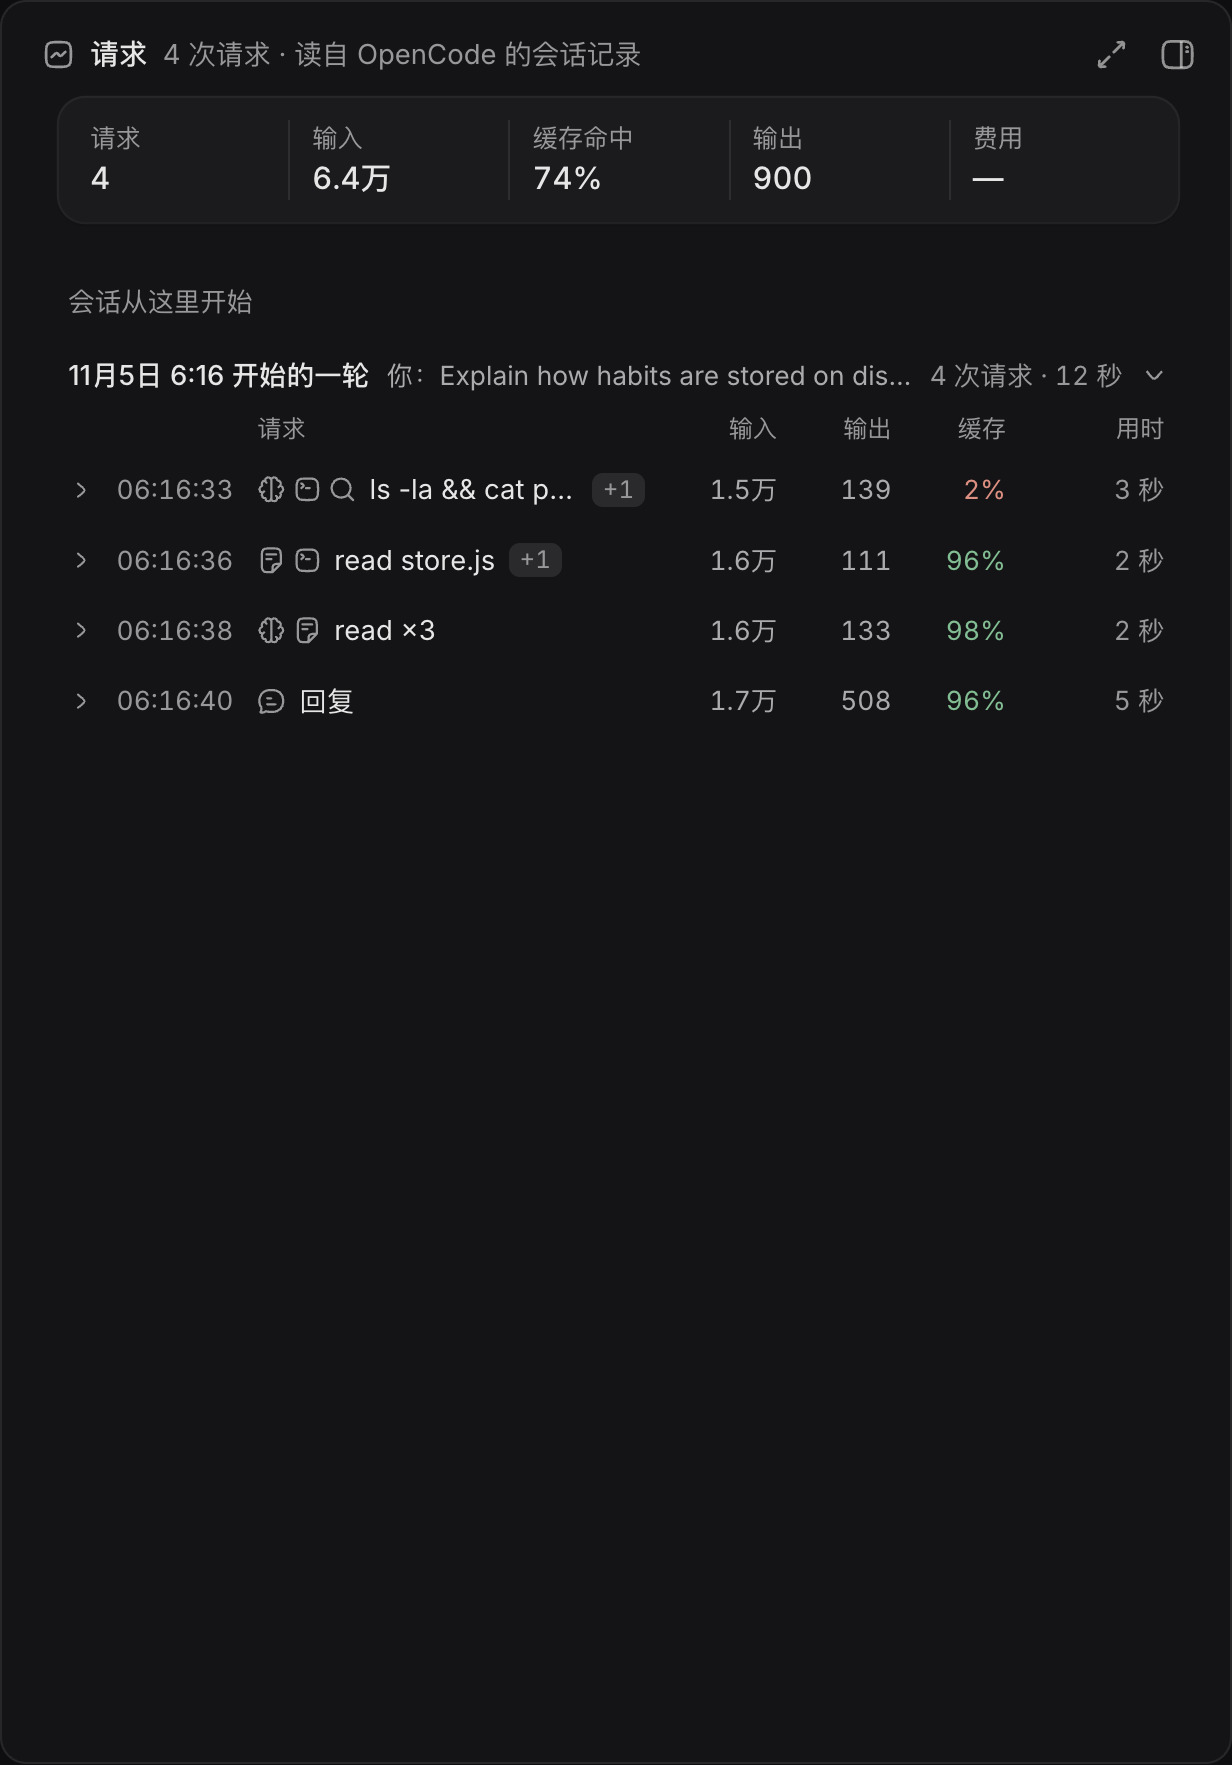 请求 4 次请求 · 读自 OpenCode 的会话记录
请求 输入 缓存命中 输出 费用
4 6.4万 74% 900 —
会话从这里开始
11月5日 6:16 开始的一轮 你：Explain how habits are stored on dis... 4 次请求 · 12 秒
请求 输入 输出 缓存 用时
06:16:33 ls -la && cat p... +1 1.5万 139 2% 3 秒
06:16:36 read store.js +1 1.6万 111 96% 2 秒
06:16:38 read ×3 1.6万 133 98% 2 秒
06:16:40 回复 1.7万 508 96% 5 秒